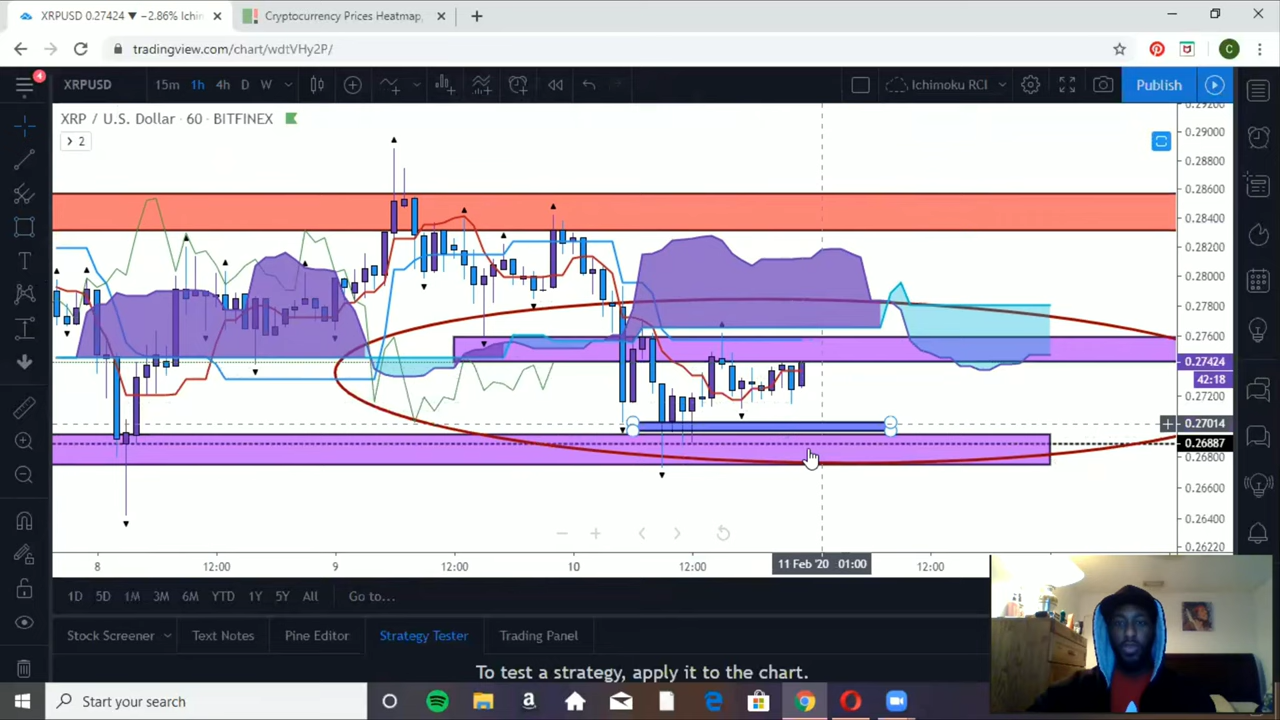 XRPUSD 0.27424 ▼ −2.86% Ichin
Cryptocurrency Prices Heatmap,
tradingview.com/chart/wdtVHy2P/
C
4
XRPUSD 15m 1h 4h D W Ichimoku RCI Publish
XRP / U.S. Dollar · 60 · BITFINEX
2
0.29200
0.29000
0.28800
0.28600
0.28400
0.28200
0.28000
0.27800
0.27600
0.27424
42:18
0.27200
0.27014
0.26887
0.26800
0.26600
0.26400
0.26220
8 12:00 9 12:00 10 12:00 11 Feb '20 01:00 12:00
1D 5D 1M 3M 6M YTD 1Y 5Y All Go to...
Stock Screener Text Notes Pine Editor Strategy Tester Trading Panel
To test a strategy, apply it to the chart.
Start your search